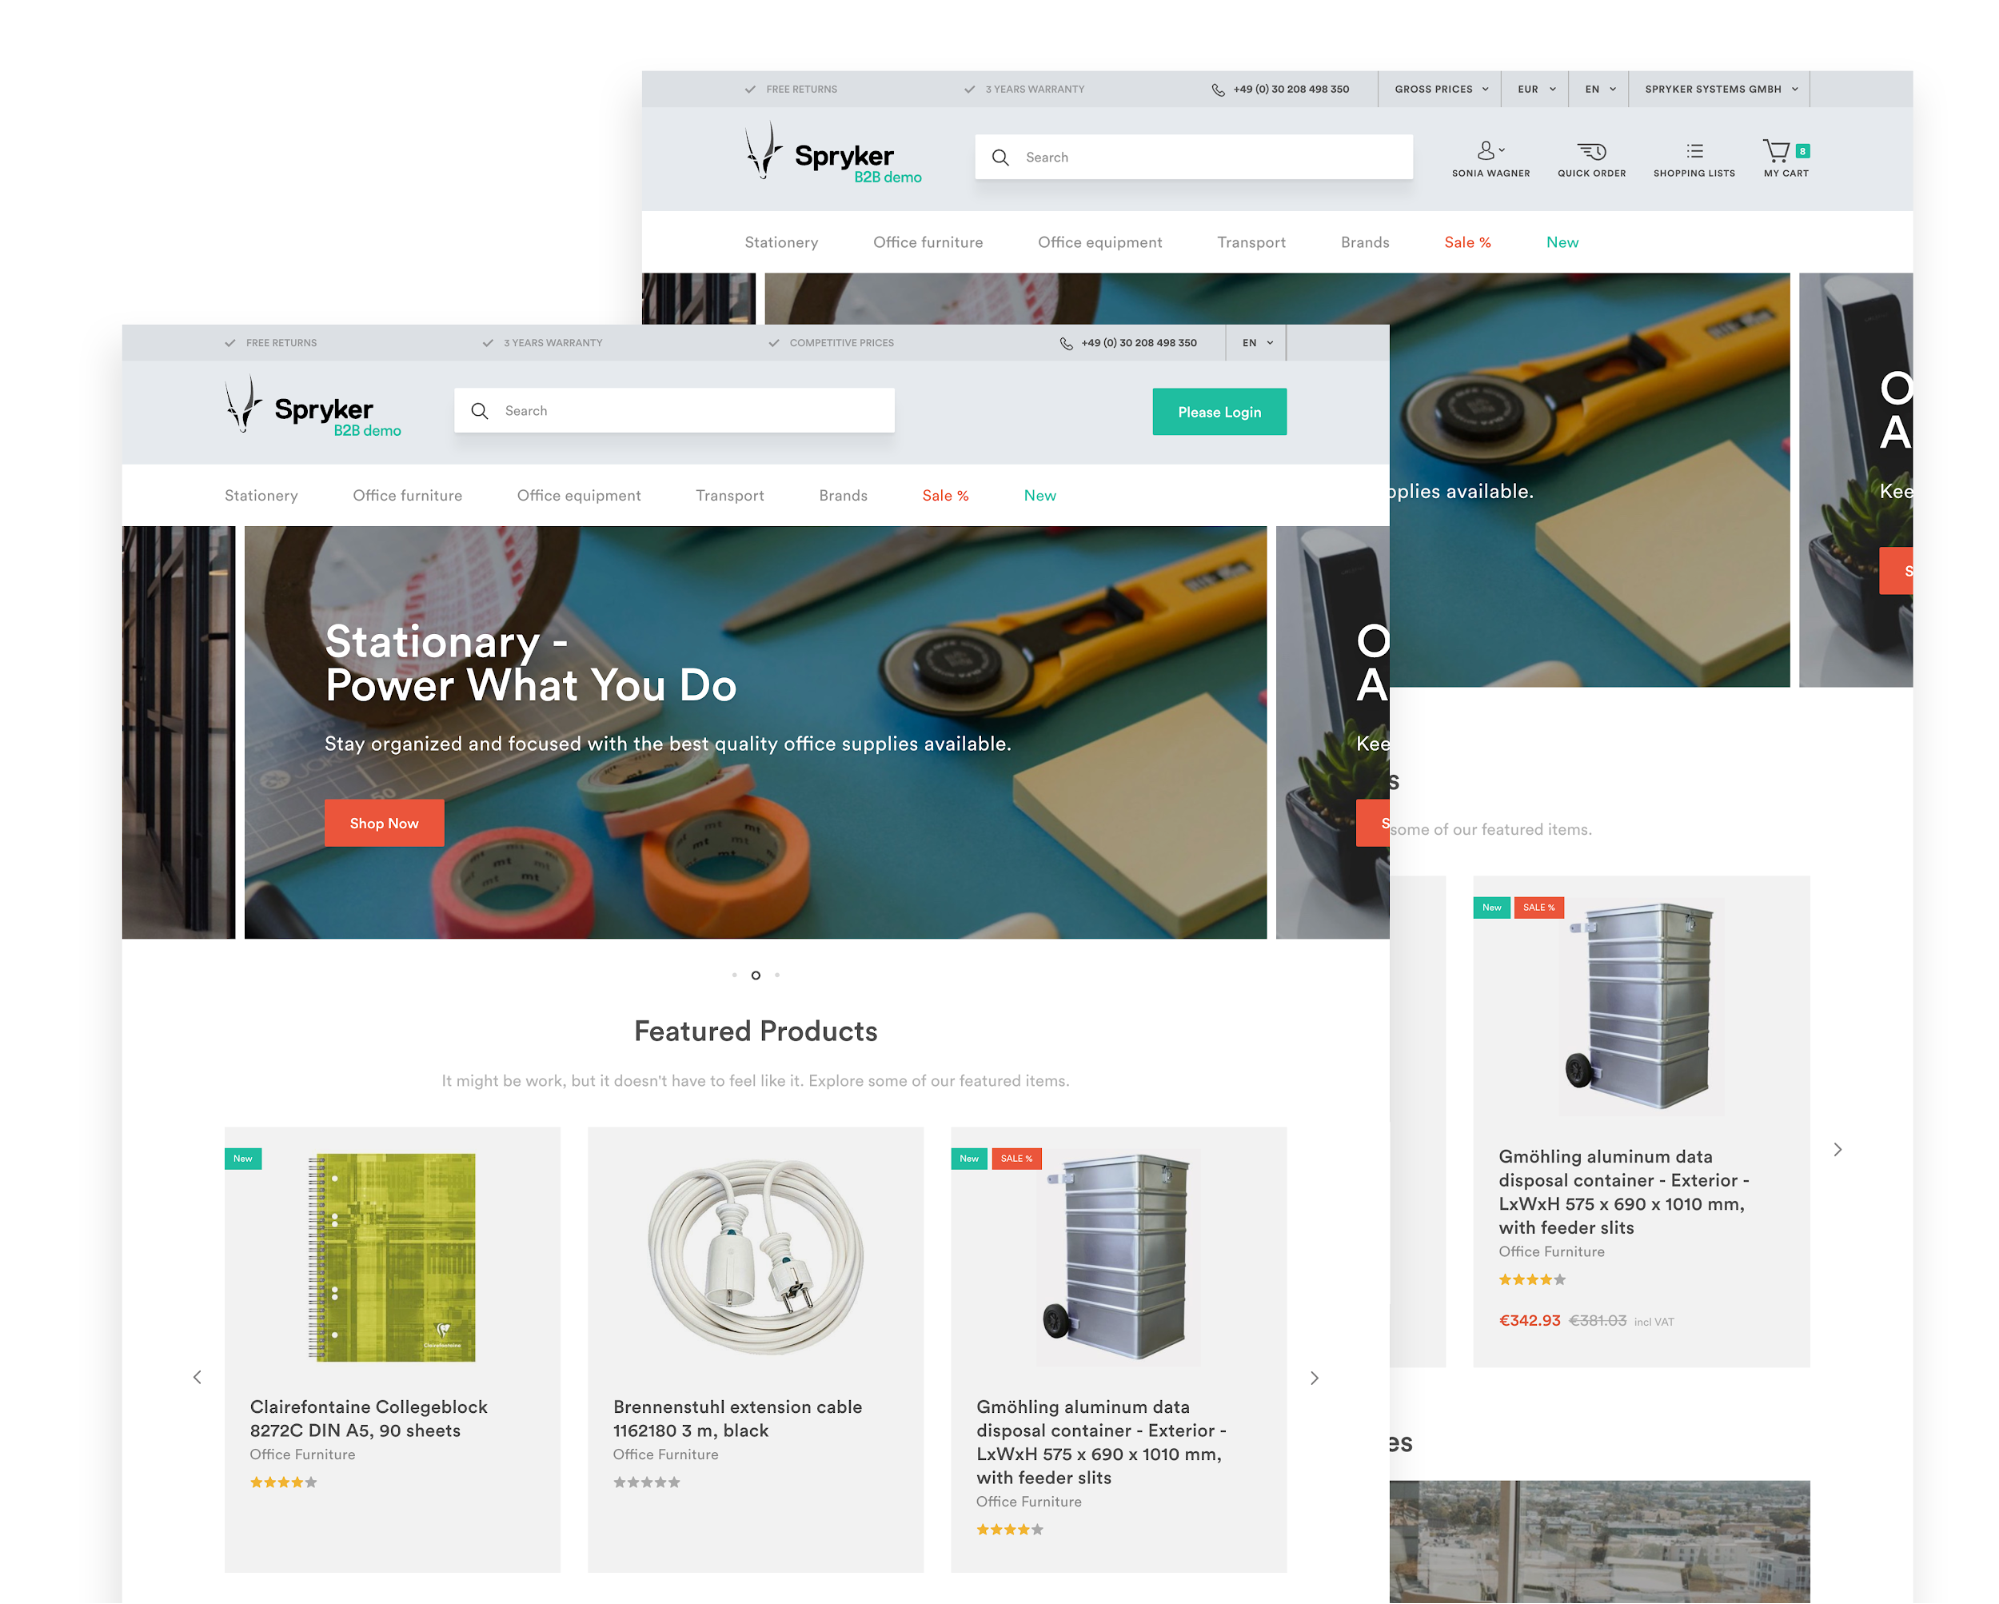 FREE RETURNS
3 YEARS WARRANTY
+49 (0) 30 208 498 350
GROSS PRICES
EUR
EN
SPRYKER SYSTEMS GMBH
Spryker
B2B demo
Search
SONIA WAGNER
QUICK ORDER
SHOPPING LISTS
8
MY CART
Stationery
Office furniture
Office equipment
Transport
Brands
Sale %
New
O
A
pplies available.
Kee
S
s
some of our featured items.
New
SALE %
Gmöhling aluminum data
disposal container - Exterior -
LxWxH 575 x 690 x 1010 mm,
with feeder slits
Office Furniture
€342.93 €381.03 incl VAT
es
FREE RETURNS
3 YEARS WARRANTY
COMPETITIVE PRICES
+49 (0) 30 208 498 350
EN
Spryker
B2B demo
Search
Please Login
Stationery
Office furniture
Office equipment
Transport
Brands
Sale %
New
Stationary -
Power What You Do
Stay organized and focused with the best quality office supplies available.
Shop Now
mt
mt
mt
mt
50
O
A
Kee
S
Featured Products
It might be work, but it doesn't have to feel like it. Explore some of our featured items.
New
Clairefontaine
Clairefontaine Collegeblock
8272C DIN A5, 90 sheets
Office Furniture
Brennenstuhl extension cable
1162180 3 m, black
Office Furniture
New
SALE %
Gmöhling aluminum data
disposal container - Exterior -
LxWxH 575 x 690 x 1010 mm,
with feeder slits
Office Furniture